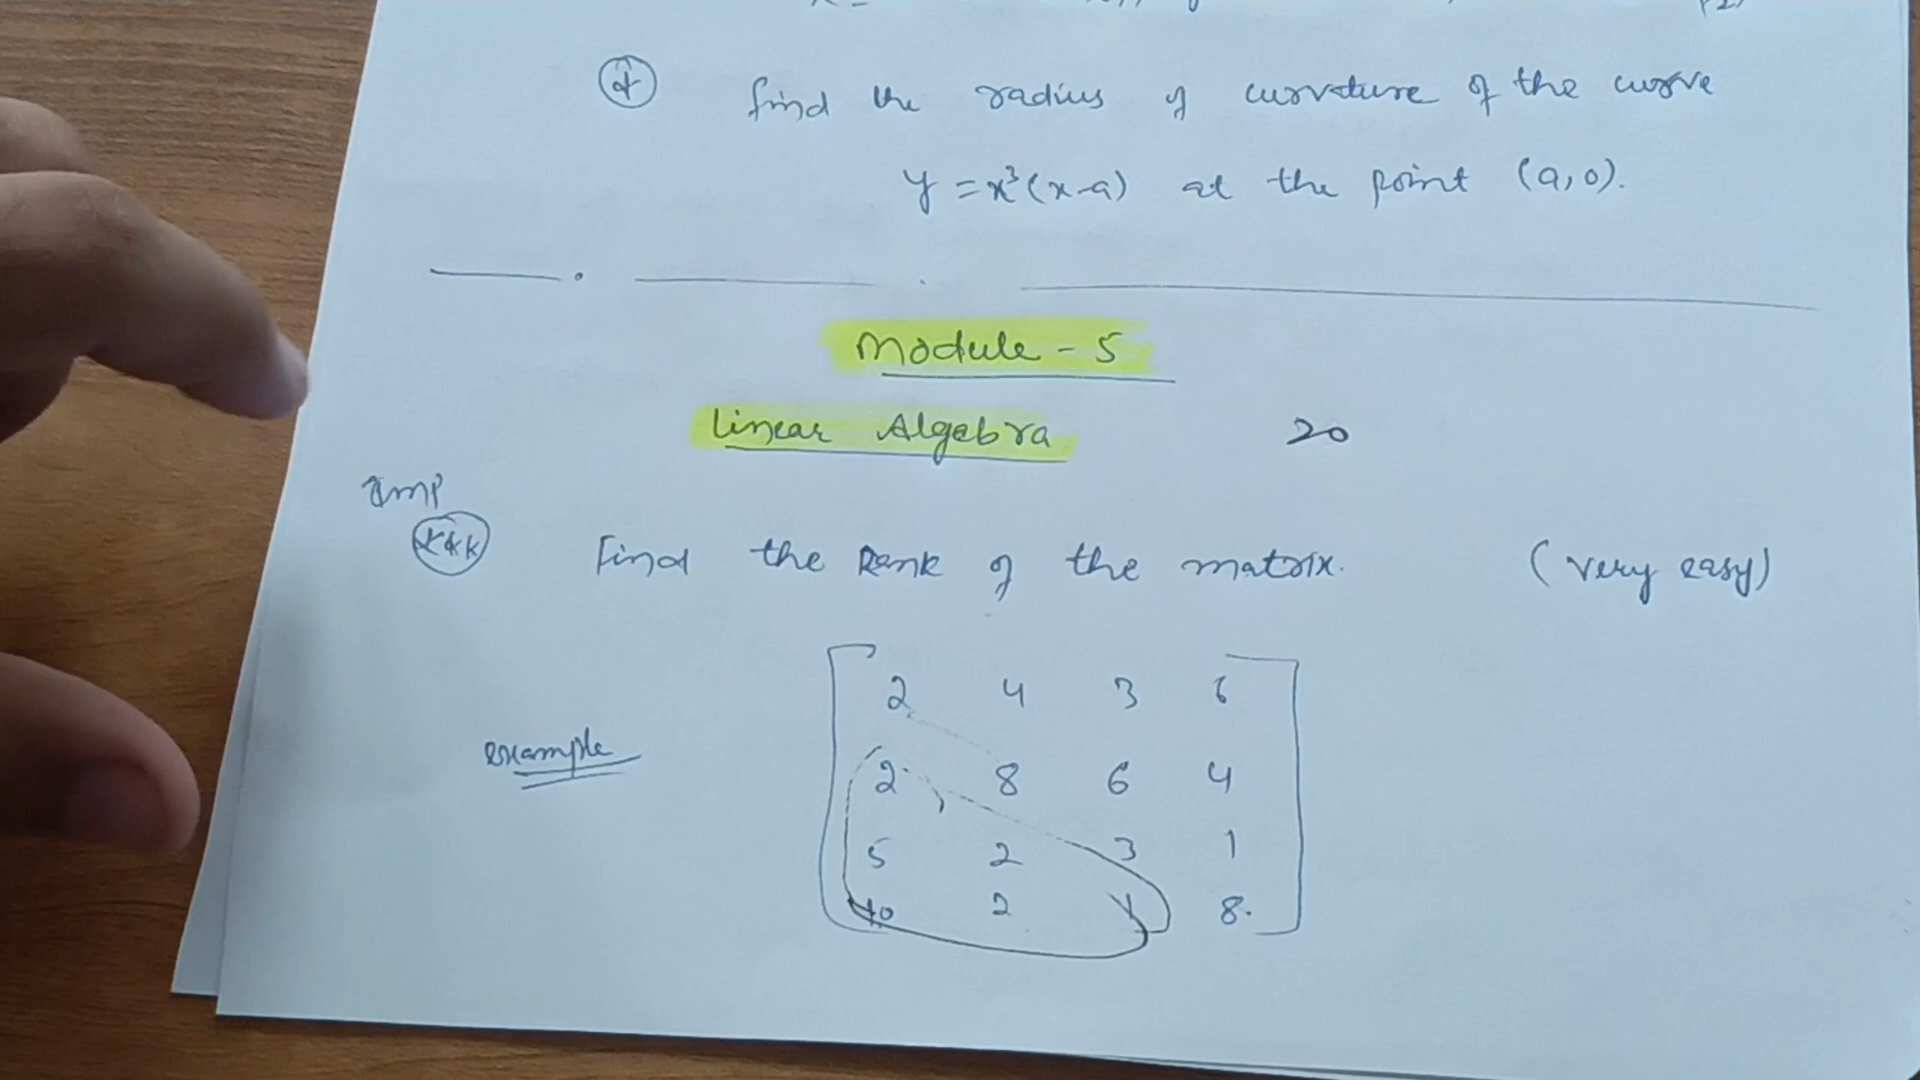 find the radius of curvature of the curve
y = x³(x-a) at the point (a,0).
Module - 5
Linear Algebra 20
Imp
Find the Rank of the matrix. (very easy)
2 4 3 6
example
2 8 6 4
5 2 3 1
10 2 1 8.